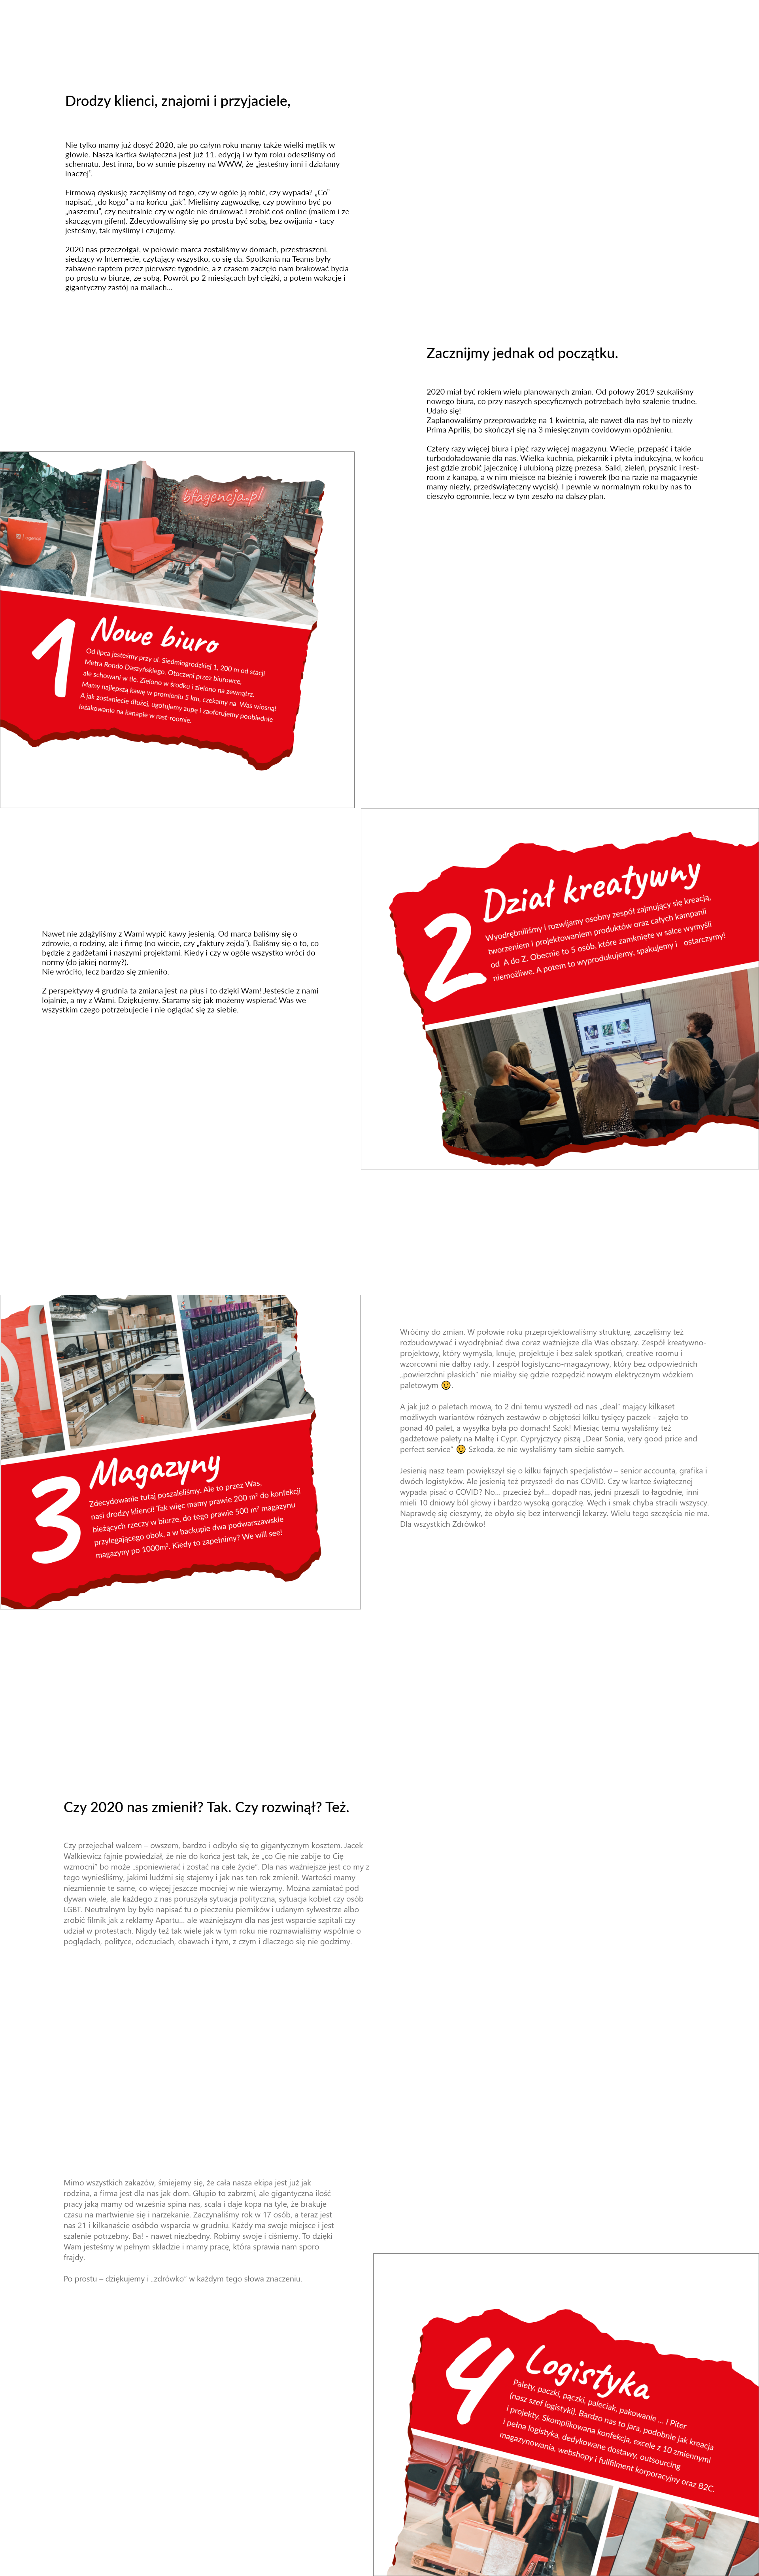 Drodzy klienci, znajomi i przyjaciele,
Nie tylko mamy już dosyć 2020, ale po całym roku mamy także wielki mętlik w
głowie. Nasza kartka świąteczna jest już 11. edycją i w tym roku odeszliśmy od
schematu. Jest inna, bo w sumie piszemy na WWW, że „jesteśmy inni i działamy
inaczej”.
Firmową dyskusję zaczęliśmy od tego, czy w ogóle ją robić, czy wypada? „Co”
napisać, „do kogo” a na końcu „jak”. Mieliśmy zagwozdkę, czy powinno być po
„naszemu”, czy neutralnie czy w ogóle nie drukować i zrobić coś online (mailem i ze
skaczącym gifem). Zdecydowaliśmy się po prostu być sobą, bez owijania - tacy
jesteśmy, tak myślimy i czujemy.
2020 nas przeczołgał, w połowie marca zostaliśmy w domach, przestraszeni,
siedzący w Internecie, czytający wszystko, co się da. Spotkania na Teams były
zabawne raptem przez pierwsze tygodnie, a z czasem zaczęło nam brakować bycia
po prostu w biurze, ze sobą. Powrót po 2 miesiącach był ciężki, a potem wakacje i
gigantyczny zastój na mailach...
Zacznijmy jednak od początku.
2020 miał być rokiem wielu planowanych zmian. Od połowy 2019 szukaliśmy
nowego biura, co przy naszych specyficznych potrzebach było szalenie trudne.
Udało się!
Zaplanowaliśmy przeprowadzkę na 1 kwietnia, ale nawet dla nas był to niezły
Prima Aprilis, bo skończył się na 3 miesięcznym covidowym opóźnieniu.
Cztery razy więcej biura i pięć razy więcej magazynu. Wiecie, przepaść i takie
turbodoładowanie dla nas. Wielka kuchnia, piekarnik i płyta indukcyjna, w końcu
jest gdzie zrobić jajecznicę i ulubioną pizzę prezesa. Salki, zieleń, prysznic i rest-
room z kanapą, a w nim miejsce na bieżnię i rowerek (bo na razie na magazynie
mamy niezły, przedświąteczny wycisk). I pewnie w normalnym roku by nas to
cieszyło ogromnie, lecz w tym zeszło na dalszy plan.
bfagencja.pl
1
Nowe biuro
Od lipca jesteśmy przy ul. Siedmiogrodzkiej 1, 200 m od stacji
Metra Rondo Daszyńskiego. Otoczeni przez biurowce,
ale schowani w tle. Zielono w środku i zielono na zewnątrz.
Mamy najlepszą kawę w promieniu 5 km, czekamy na Was wiosną!
A jak zostaniecie dłużej, ugotujemy zupę i zaoferujemy poobiednie
leżakowanie na kanapie w rest-roomie.
2
Dział kreatywny
Wyodrębniliśmy i rozwijamy osobny zespół zajmujący się kreacją,
tworzeniem i projektowaniem produktów oraz całych kampanii
od A do Z. Obecnie to 5 osób, które zamknięte w salce wymyśli
niemożliwe. A potem to wyprodukujemy, spakujemy i ostarczymy!
Nawet nie zdążyliśmy z Wami wypić kawy jesienią. Od marca baliśmy się o
zdrowie, o rodziny, ale i firmę (no wiecie, czy „faktury zejdą”). Baliśmy się o to, co
będzie z gadżetami i naszymi projektami. Kiedy i czy w ogóle wszystko wróci do
normy (do jakiej normy?).
Nie wróciło, lecz bardzo się zmieniło.
Z perspektywy 4 grudnia ta zmiana jest na plus i to dzięki Wam! Jesteście z nami
lojalnie, a my z Wami. Dziękujemy. Staramy się jak możemy wspierać Was we
wszystkim czego potrzebujecie i nie oglądać się za siebie.
3
Magazyny
Zdecydowanie tutaj poszaleliśmy. Ale to przez Was,
nasi drodzy klienci! Tak więc mamy prawie 200 m² do konfekcji
bieżących rzeczy w biurze, do tego prawie 500 m² magazynu
przylegającego obok, a w backupie dwa podwarszawskie
magazyny po 1000m². Kiedy to zapełnimy? We will see!
Wróćmy do zmian. W połowie roku przeprojektowaliśmy strukturę, zaczęliśmy też
rozbudowywać i wyodrębniać dwa coraz ważniejsze dla Was obszary. Zespół kreatywno-
projektowy, który wymyśla, knuje, projektuje i bez salek spotkań, creative roomu i
wzorcowni nie dałby rady. I zespół logistyczno-magazynowy, który bez odpowiednich
„powierzchni płaskich” nie miałby się gdzie rozpędzić nowym elektrycznym wózkiem
paletowym 😉.
A jak już o paletach mowa, to 2 dni temu wyszedł od nas „deal” mający kilkaset
możliwych wariantów różnych zestawów o objętości kilku tysięcy paczek - zajęło to
ponad 40 palet, a wysyłka była po domach! Szok! Miesiąc temu wysłaliśmy też
gadżetowe palety na Maltę i Cypr. Cypryjczycy piszą „Dear Sonia, very good price and
perfect service” 😊 Szkoda, że nie wysłaliśmy tam siebie samych.
Jesienią nasz team powiększył się o kilku fajnych specjalistów – senior accounta, grafika i
dwóch logistyków. Ale jesienią też przyszedł do nas COVID. Czy w kartce świątecznej
wypada pisać o COVID? No... przecież był... dopadł nas, jedni przeszli to łagodnie, inni
mieli 10 dniowy ból głowy i bardzo wysoką gorączkę. Węch i smak chyba stracili wszyscy.
Naprawdę się cieszymy, że obyło się bez interwencji lekarzy. Wielu tego szczęścia nie ma.
Dla wszystkich Zdrówko!
Czy 2020 nas zmienił? Tak. Czy rozwinął? Też.
Czy przejechał walcem – owszem, bardzo i odbyło się to gigantycznym kosztem. Jacek
Walkiewicz fajnie powiedział, że nie do końca jest tak, że „co Cię nie zabije to Cię
wzmocni” bo może „sponiewierać i zostać na całe życie”. Dla nas ważniejsze jest co my z
tego wynieśliśmy, jakimi ludźmi się stajemy i jak nas ten rok zmienił. Wartości mamy
niezmiennie te same, co więcej jeszcze mocniej w nie wierzymy. Można zamiatać pod
dywan wiele, ale każdego z nas poruszyła sytuacja polityczna, sytuacja kobiet czy osób
LGBT. Neutralnym by było napisać tu o pieczeniu pierników i udanym sylwestrze albo
zrobić filmik jak z reklamy Apartu... ale ważniejszym dla nas jest wsparcie szpitali czy
udział w protestach. Nigdy też tak wiele jak w tym roku nie rozmawialiśmy wspólnie o
poglądach, polityce, odczuciach, obawach i tym, z czym i dlaczego się nie godzimy.
Mimo wszystkich zakazów, śmiejemy się, że cała nasza ekipa jest już jak
rodzina, a firma jest dla nas jak dom. Głupio to zabrzmi, ale gigantyczna ilość
pracy jaką mamy od września spina nas, scala i daje kopa na tyle, że brakuje
czasu na martwienie się i narzekanie. Zaczynaliśmy rok w 17 osób, a teraz jest
nas 21 i kilkanaście osóbdo wsparcia w grudniu. Każdy ma swoje miejsce i jest
szalenie potrzebny. Ba! - nawet niezbędny. Robimy swoje i ciśniemy. To dzięki
Wam jesteśmy w pełnym składzie i mamy pracę, która sprawia nam sporo
frajdy.
Po prostu – dziękujemy i „zdrówko” w każdym tego słowa znaczeniu.
4
Logistyka
Palety, paczki, pączki, paleciak, pakowanie ... i Piter
(nasz szef logistyki). Bardzo nas to jara, podobnie jak kreacja
i projekty. Skomplikowana konfekcja, excele z 10 zmiennymi
i pełna logistyka, dedykowane dostawy, outsourcing
magazynowania, webshopy i fullfilment korporacyjny oraz B2C.